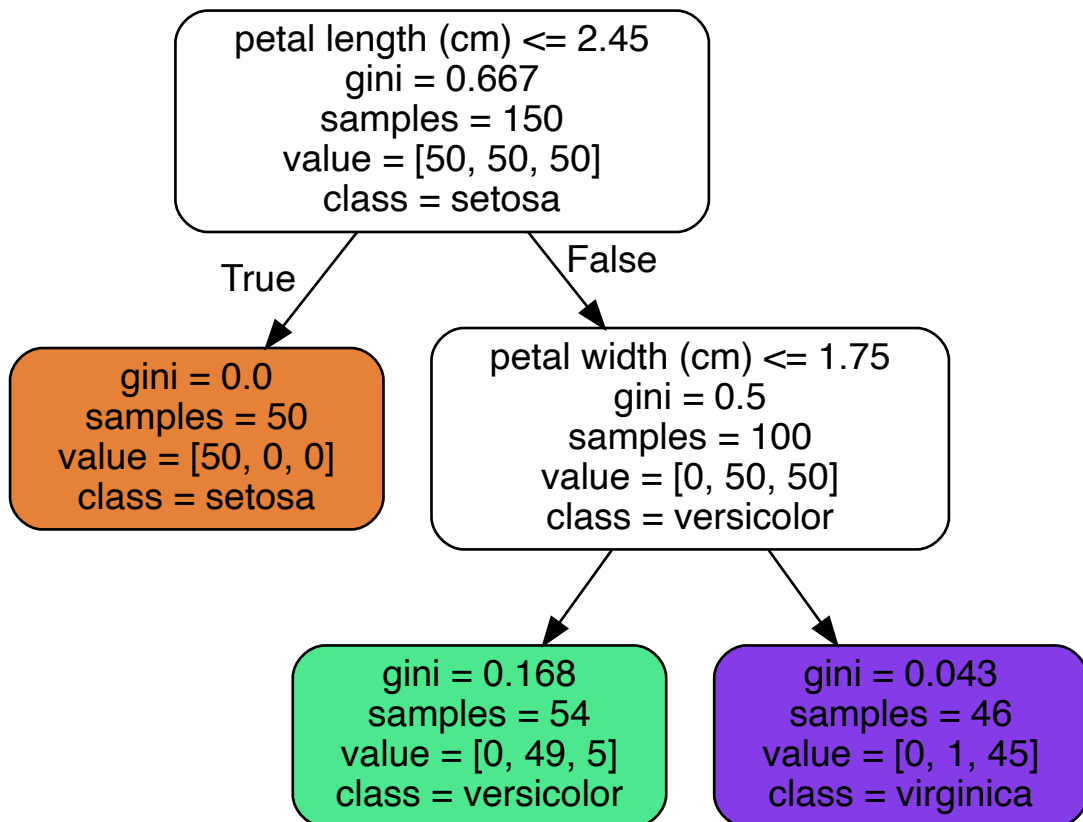 petal length (cm) <= 2.45
gini = 0.667
samples = 150
value = [50, 50, 50]
class = setosa
True
False
gini = 0.0
samples = 50
value = [50, 0, 0]
class = setosa
petal width (cm) <= 1.75
gini = 0.5
samples = 100
value = [0, 50, 50]
class = versicolor
gini = 0.168
samples = 54
value = [0, 49, 5]
class = versicolor
gini = 0.043
samples = 46
value = [0, 1, 45]
class = virginica